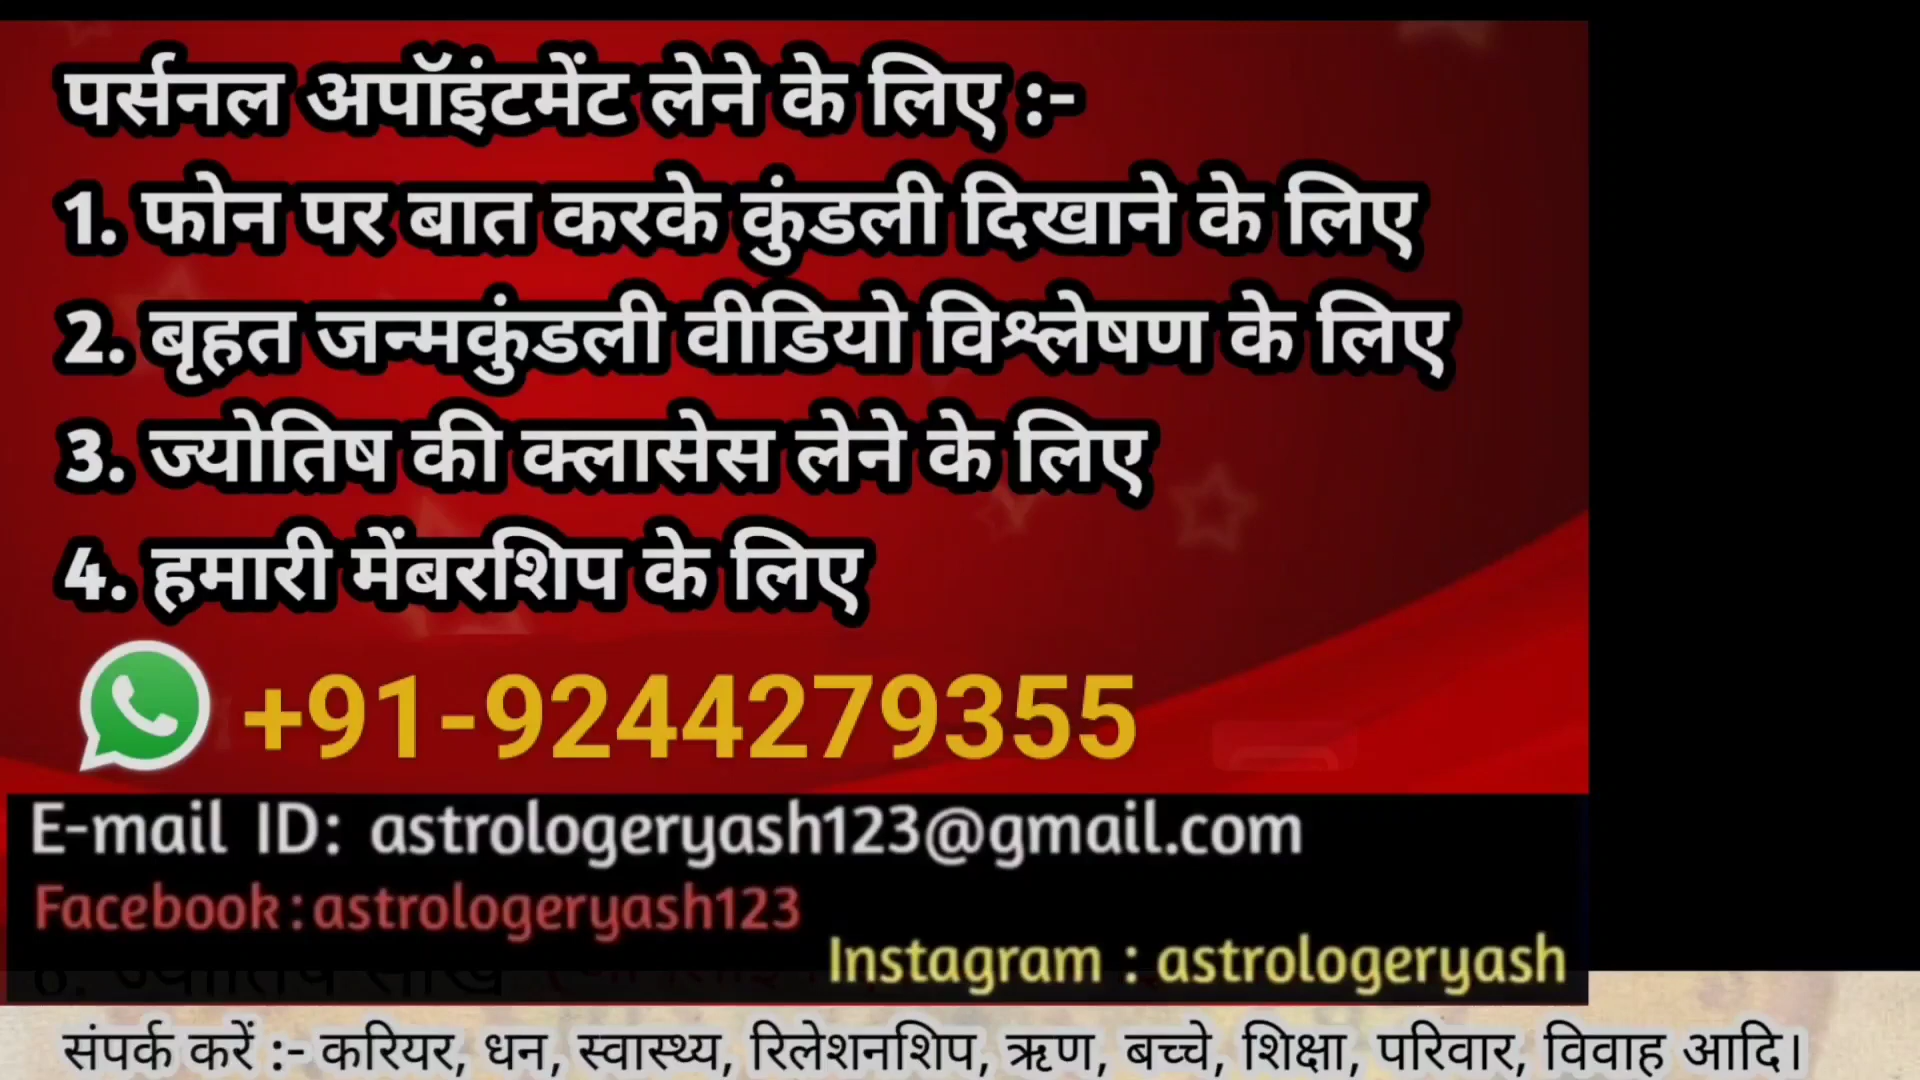 पर्सनल अपॉइंटमेंट लेने के लिए :-
1. फोन पर बात करके कुंडली दिखाने के लिए
2. बृहत जन्मकुंडली वीडियो विश्लेषण के लिए
3. ज्योतिष की क्लासेस लेने के लिए
4. हमारी मेंबरशिप के लिए
+91-9244279355
E-mail ID: astrologeryash123@gmail.com
Facebook : astrologeryash123
Instagram : astrologeryash
संपर्क करें :- करियर, धन, स्वास्थ्य, रिलेशनशिप, ऋण, बच्चे, शिक्षा, परिवार, विवाह आदि।